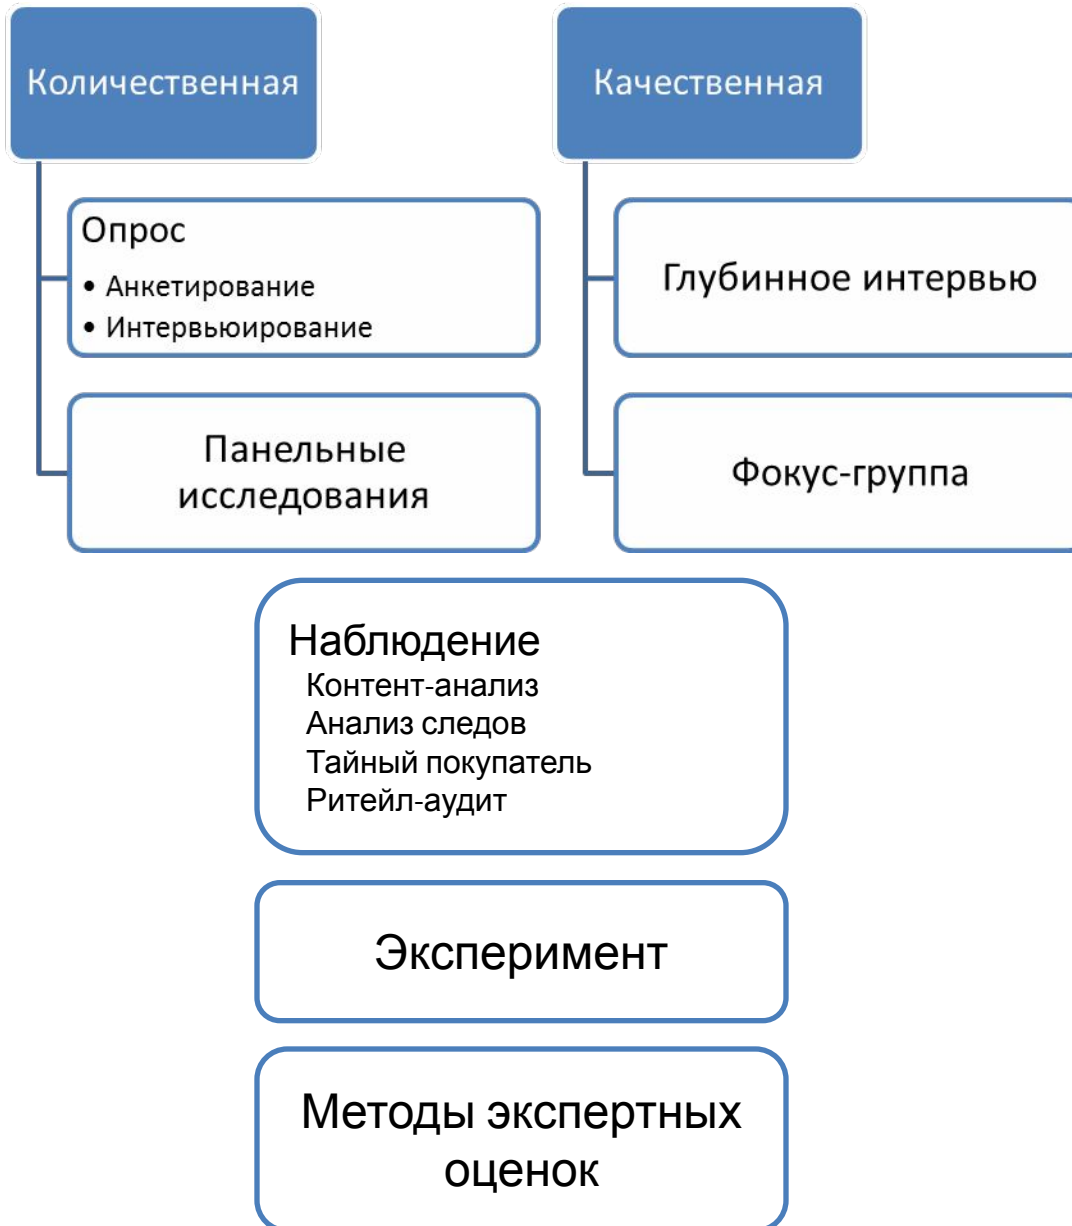 Количественная
Качественная
Опрос
• Анкетирование
• Интервьюирование
Глубинное интервью
Панельные
исследования
Фокус-группа
Наблюдение
Контент-анализ
Анализ следов
Тайный покупатель
Ритейл-аудит
Эксперимент
Методы экспертных
оценок